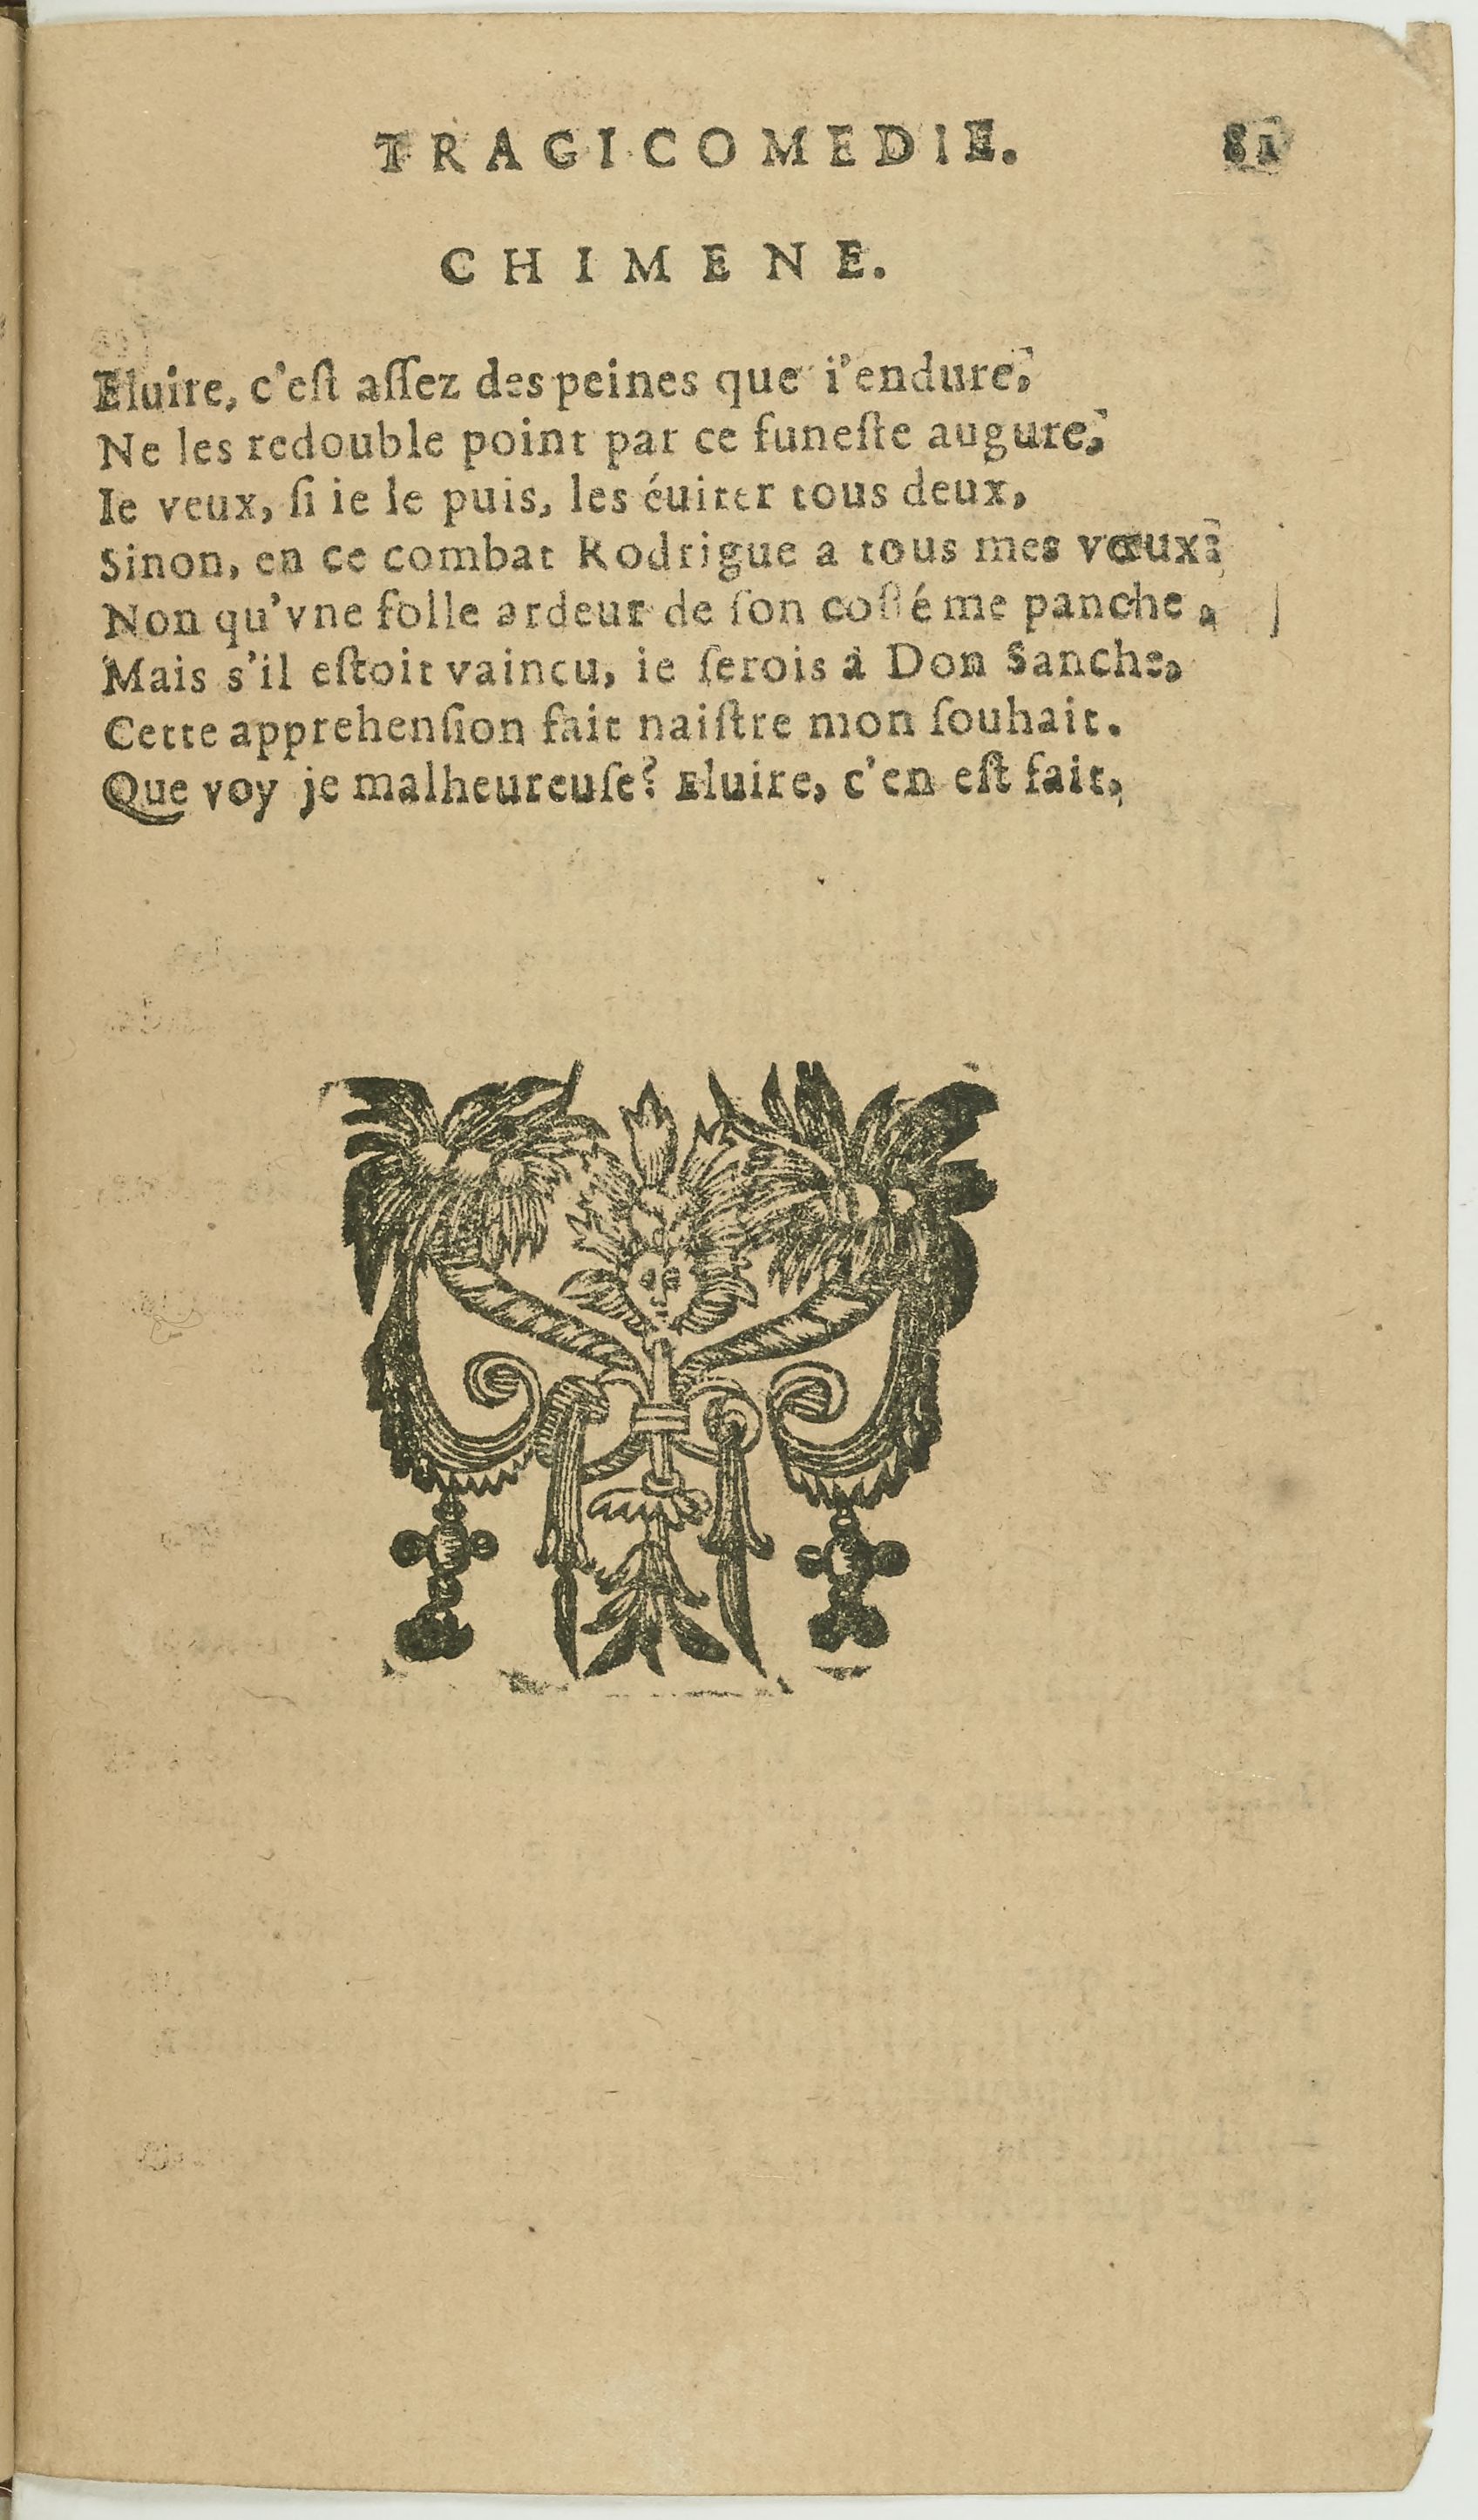 TRAGICOMEDIE. 81
CHIMENE.
Eluire, c'eſt aſſez des peines que i'endure,
Ne les redouble point par ce funeſte augure,
Ie veux, ſi ie le puis, les éuiter tous deux,
Sinon, en ce combat Rodrigue a tous mes vœux:
Non qu'vne folle ardeur de ſon coſté me panche,
Mais s'il eſtoit vaincu, ie ſerois à Don Sanche,
Cette apprehenſion fait naiſtre mon ſouhait.
Que voy je malheureuſe? Eluire, c'en eſt fait,